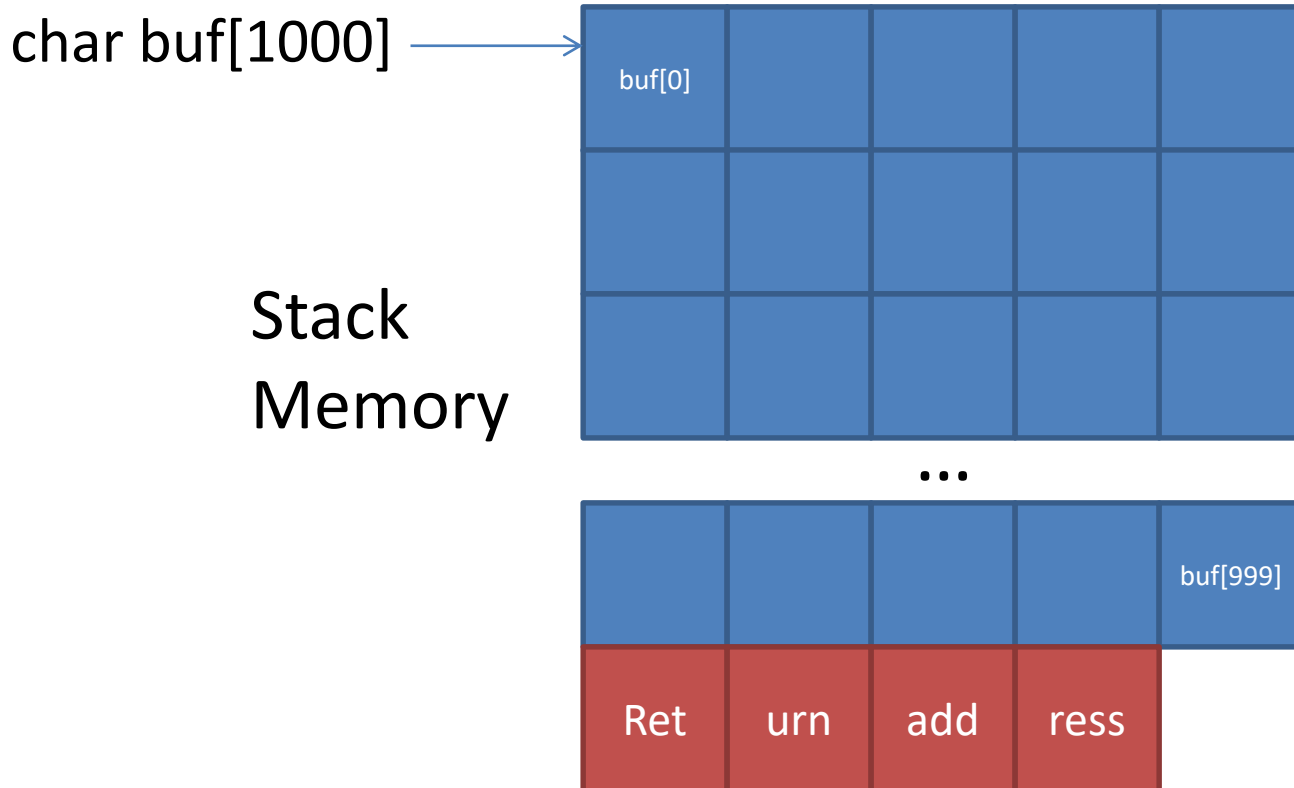 char buf[1000]
buf[0]
Stack
Memory
...
buf[999]
Ret urn add ress